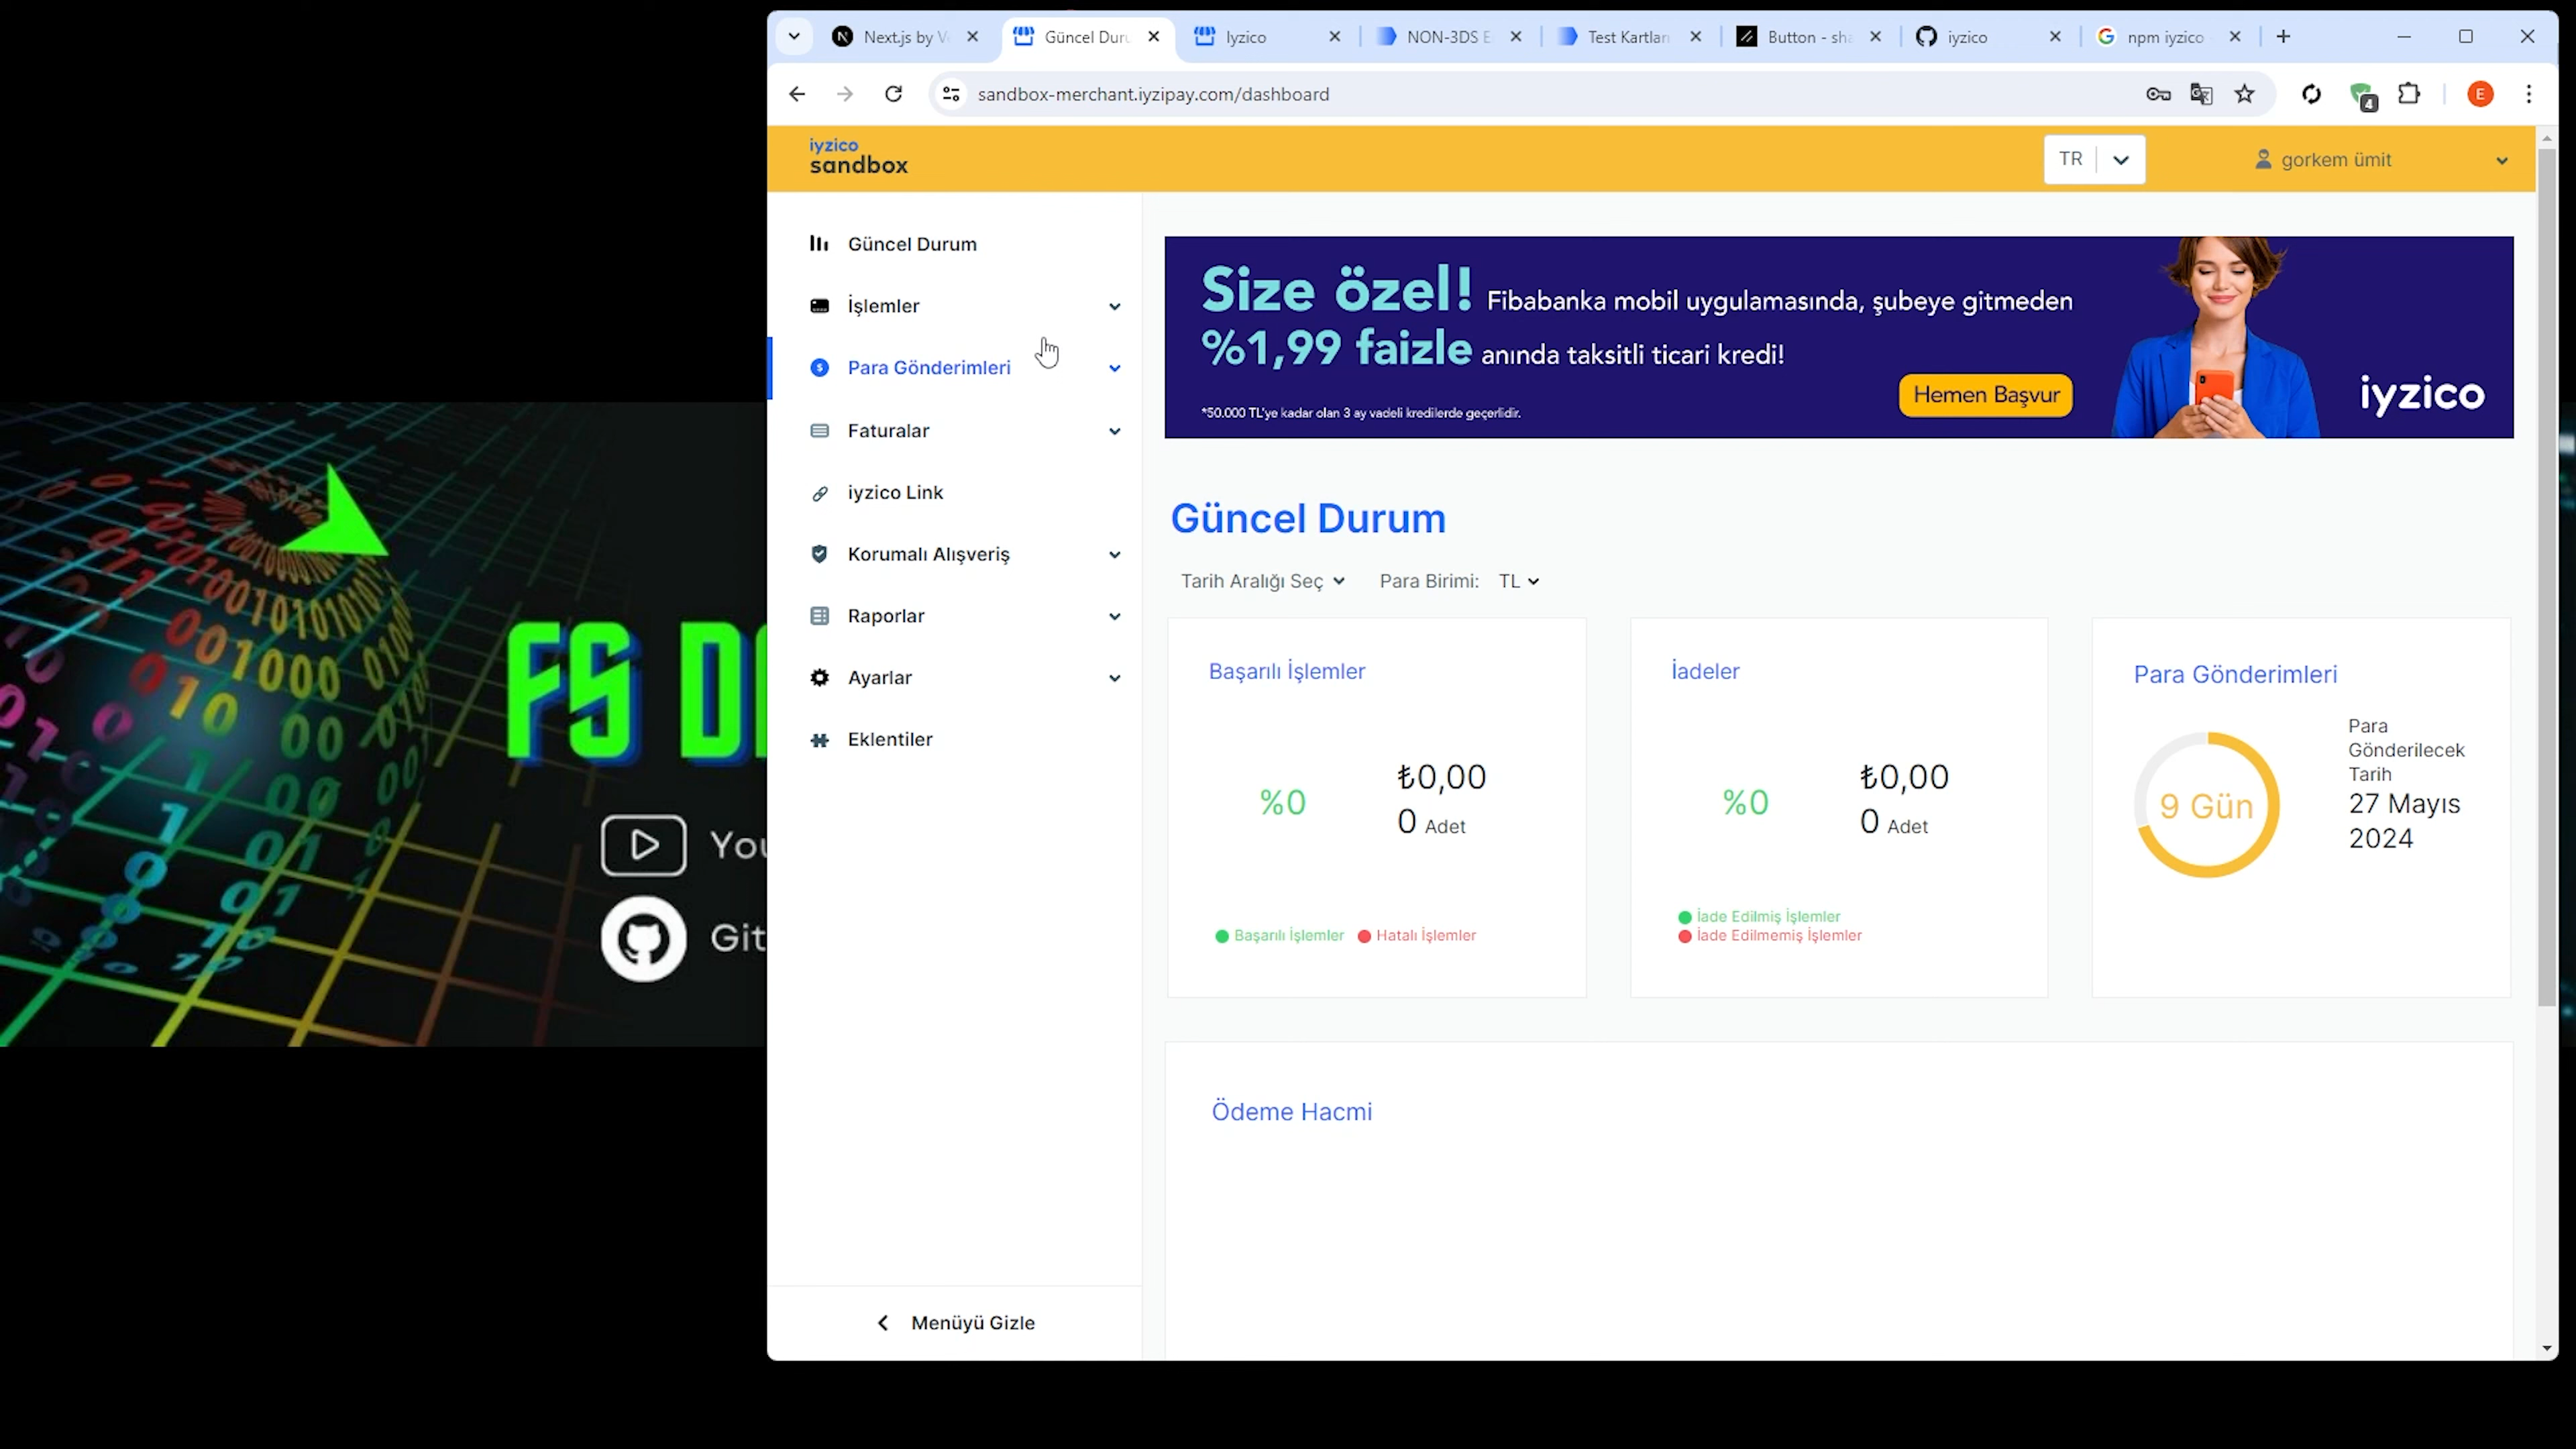 Next.js by V
Güncel Duru
Iyzico
NON-3DS E
Test Kartlar
Button - sha
iyzico
npm iyzico
sandbox-merchant.iyzipay.com/dashboard
4
E
iyzico
sandbox
TR
gorkem ümit
Güncel Durum
İşlemler
Para Gönderimleri
Faturalar
iyzico Link
Korumalı Alışveriş
Raporlar
Ayarlar
Eklentiler
Menüyü Gizle
Size özel! Fibabanka mobil uygulamasında, şubeye gitmeden
%1,99 faizle anında taksitli ticari kredi!
Hemen Başvur
*50.000 TL'ye kadar olan 3 ay vadeli kredilerde geçerlidir.
iyzico
Güncel Durum
Tarih Aralığı Seç
Para Birimi: TL
Başarılı İşlemler
%0
₺0,00
0 Adet
Başarılı İşlemler
Hatalı İşlemler
İadeler
%0
₺0,00
0 Adet
İade Edilmiş İşlemler
İade Edilmemiş İşlemler
Para Gönderimleri
9 Gün
Para
Gönderilecek
Tarih
27 Mayıs
2024
Ödeme Hacmi
FS D
You
Git